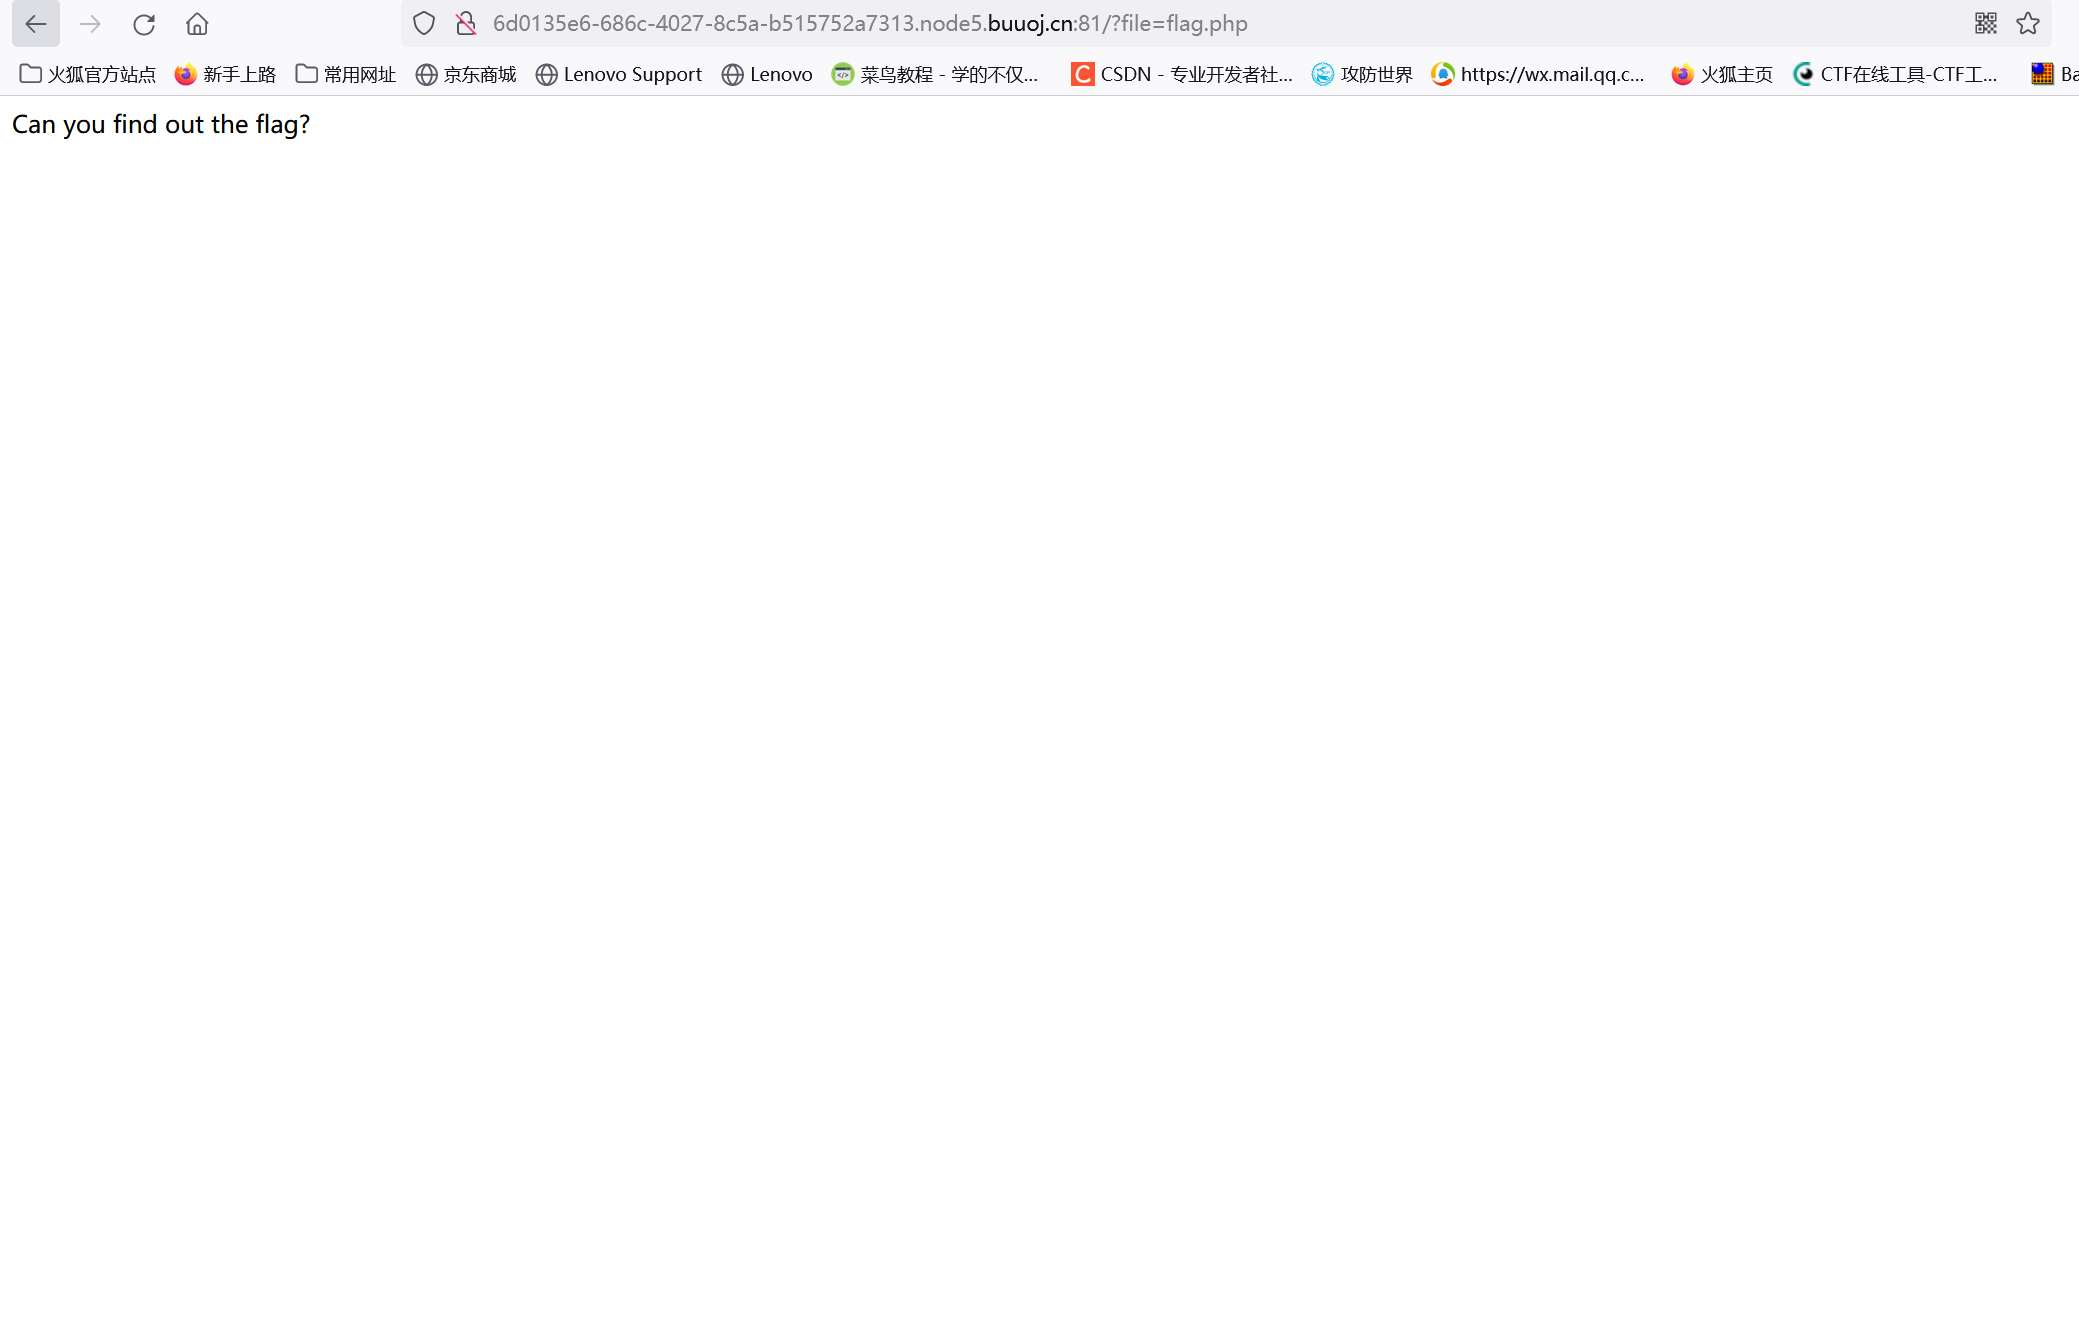 6d0135e6-686c-4027-8c5a-b515752a7313.node5.buuoj.cn:81/?file=flag.php
火狐官方站点 新手上路 常用网址 京东商城 Lenovo Support Lenovo 菜鸟教程 - 学的不仅... CSDN - 专业开发者社... 攻防世界 https://wx.mail.qq.c... 火狐主页 CTF在线工具-CTF工... Ba
Can you find out the flag?